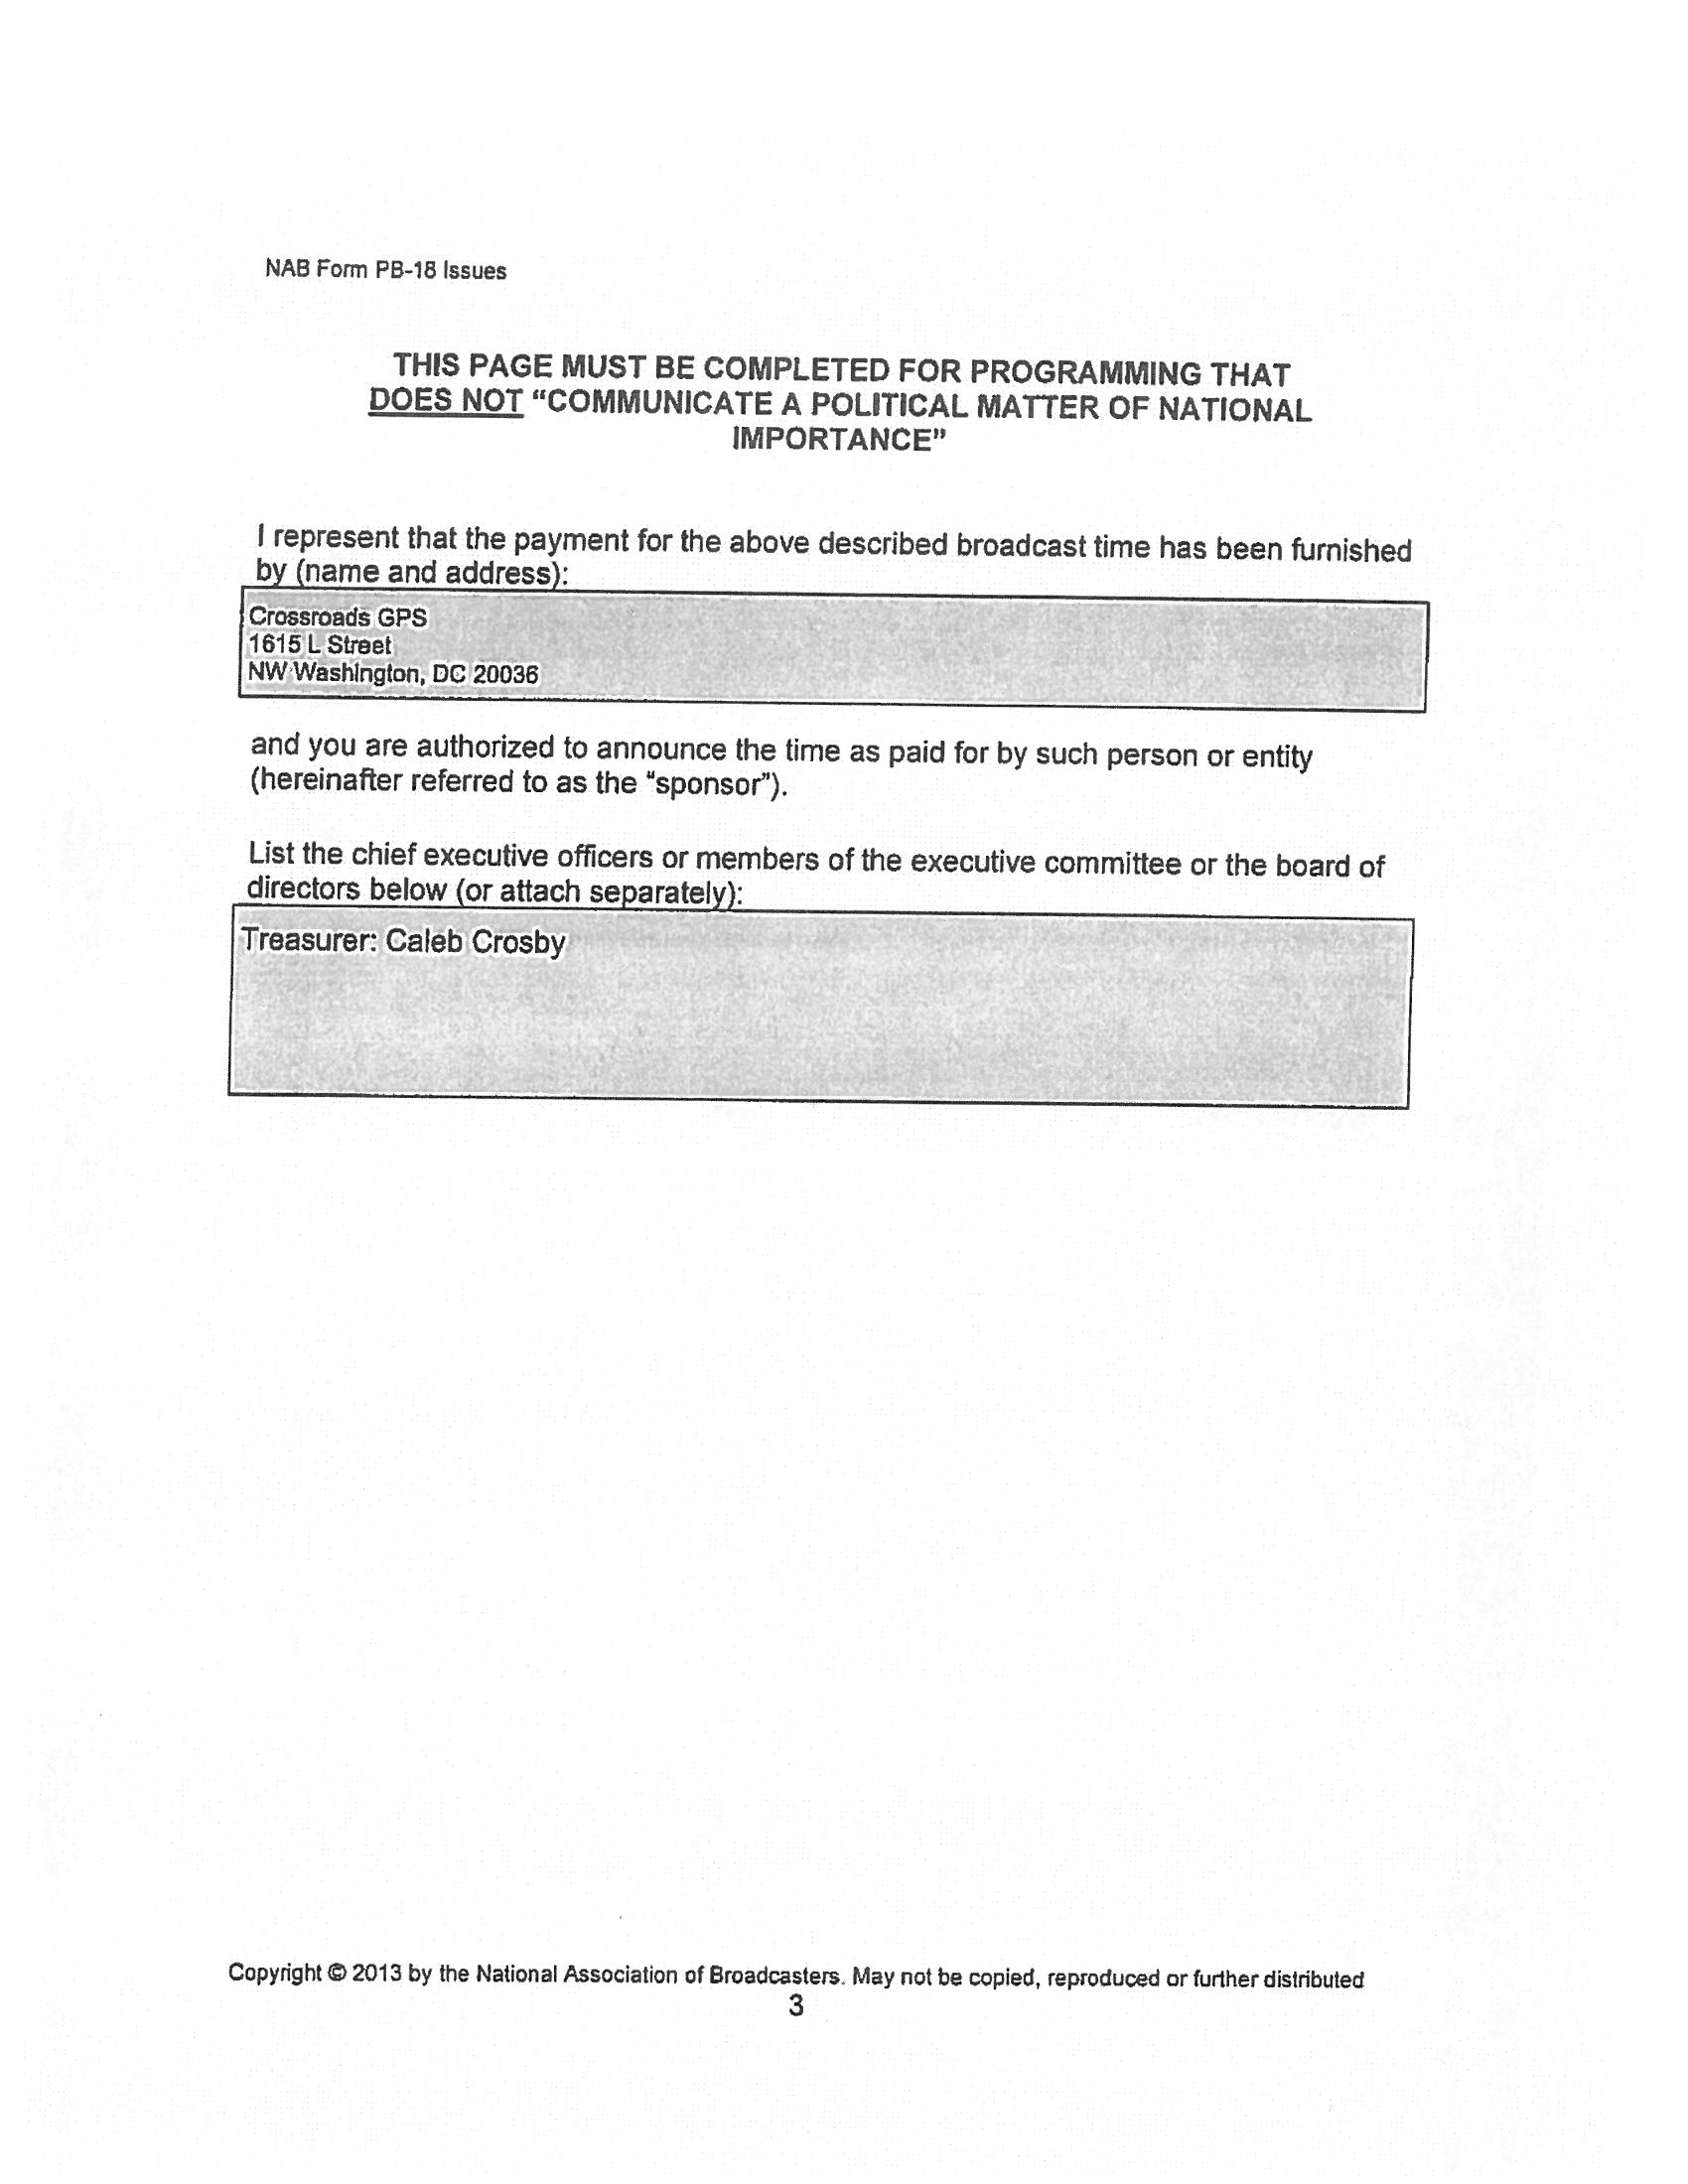 NAB Form PB-18 Issues
THIS PAGE MUST BE COMPLETED FOR PROGRAMMING THAT
DOES NOT “COMMUNICATE A POLITICAL MATTER OF NATIONAL
IMPORTANCE”
I represent that the payment for the above described broadcast time has been furnished
by (name and address):
Crossroads GPS
1615 L Street
NW Washington, DC 20036
and you are authorized to announce the time as paid for by such person or entity
(hereinafter referred to as the “sponsor”).
List the chief executive officers or members of the executive committee or the board of
directors below (or attach separately):
Treasurer: Caleb Crosby
Copyright © 2013 by the National Association of Broadcasters. May not be copied, reproduced or further distributed
3